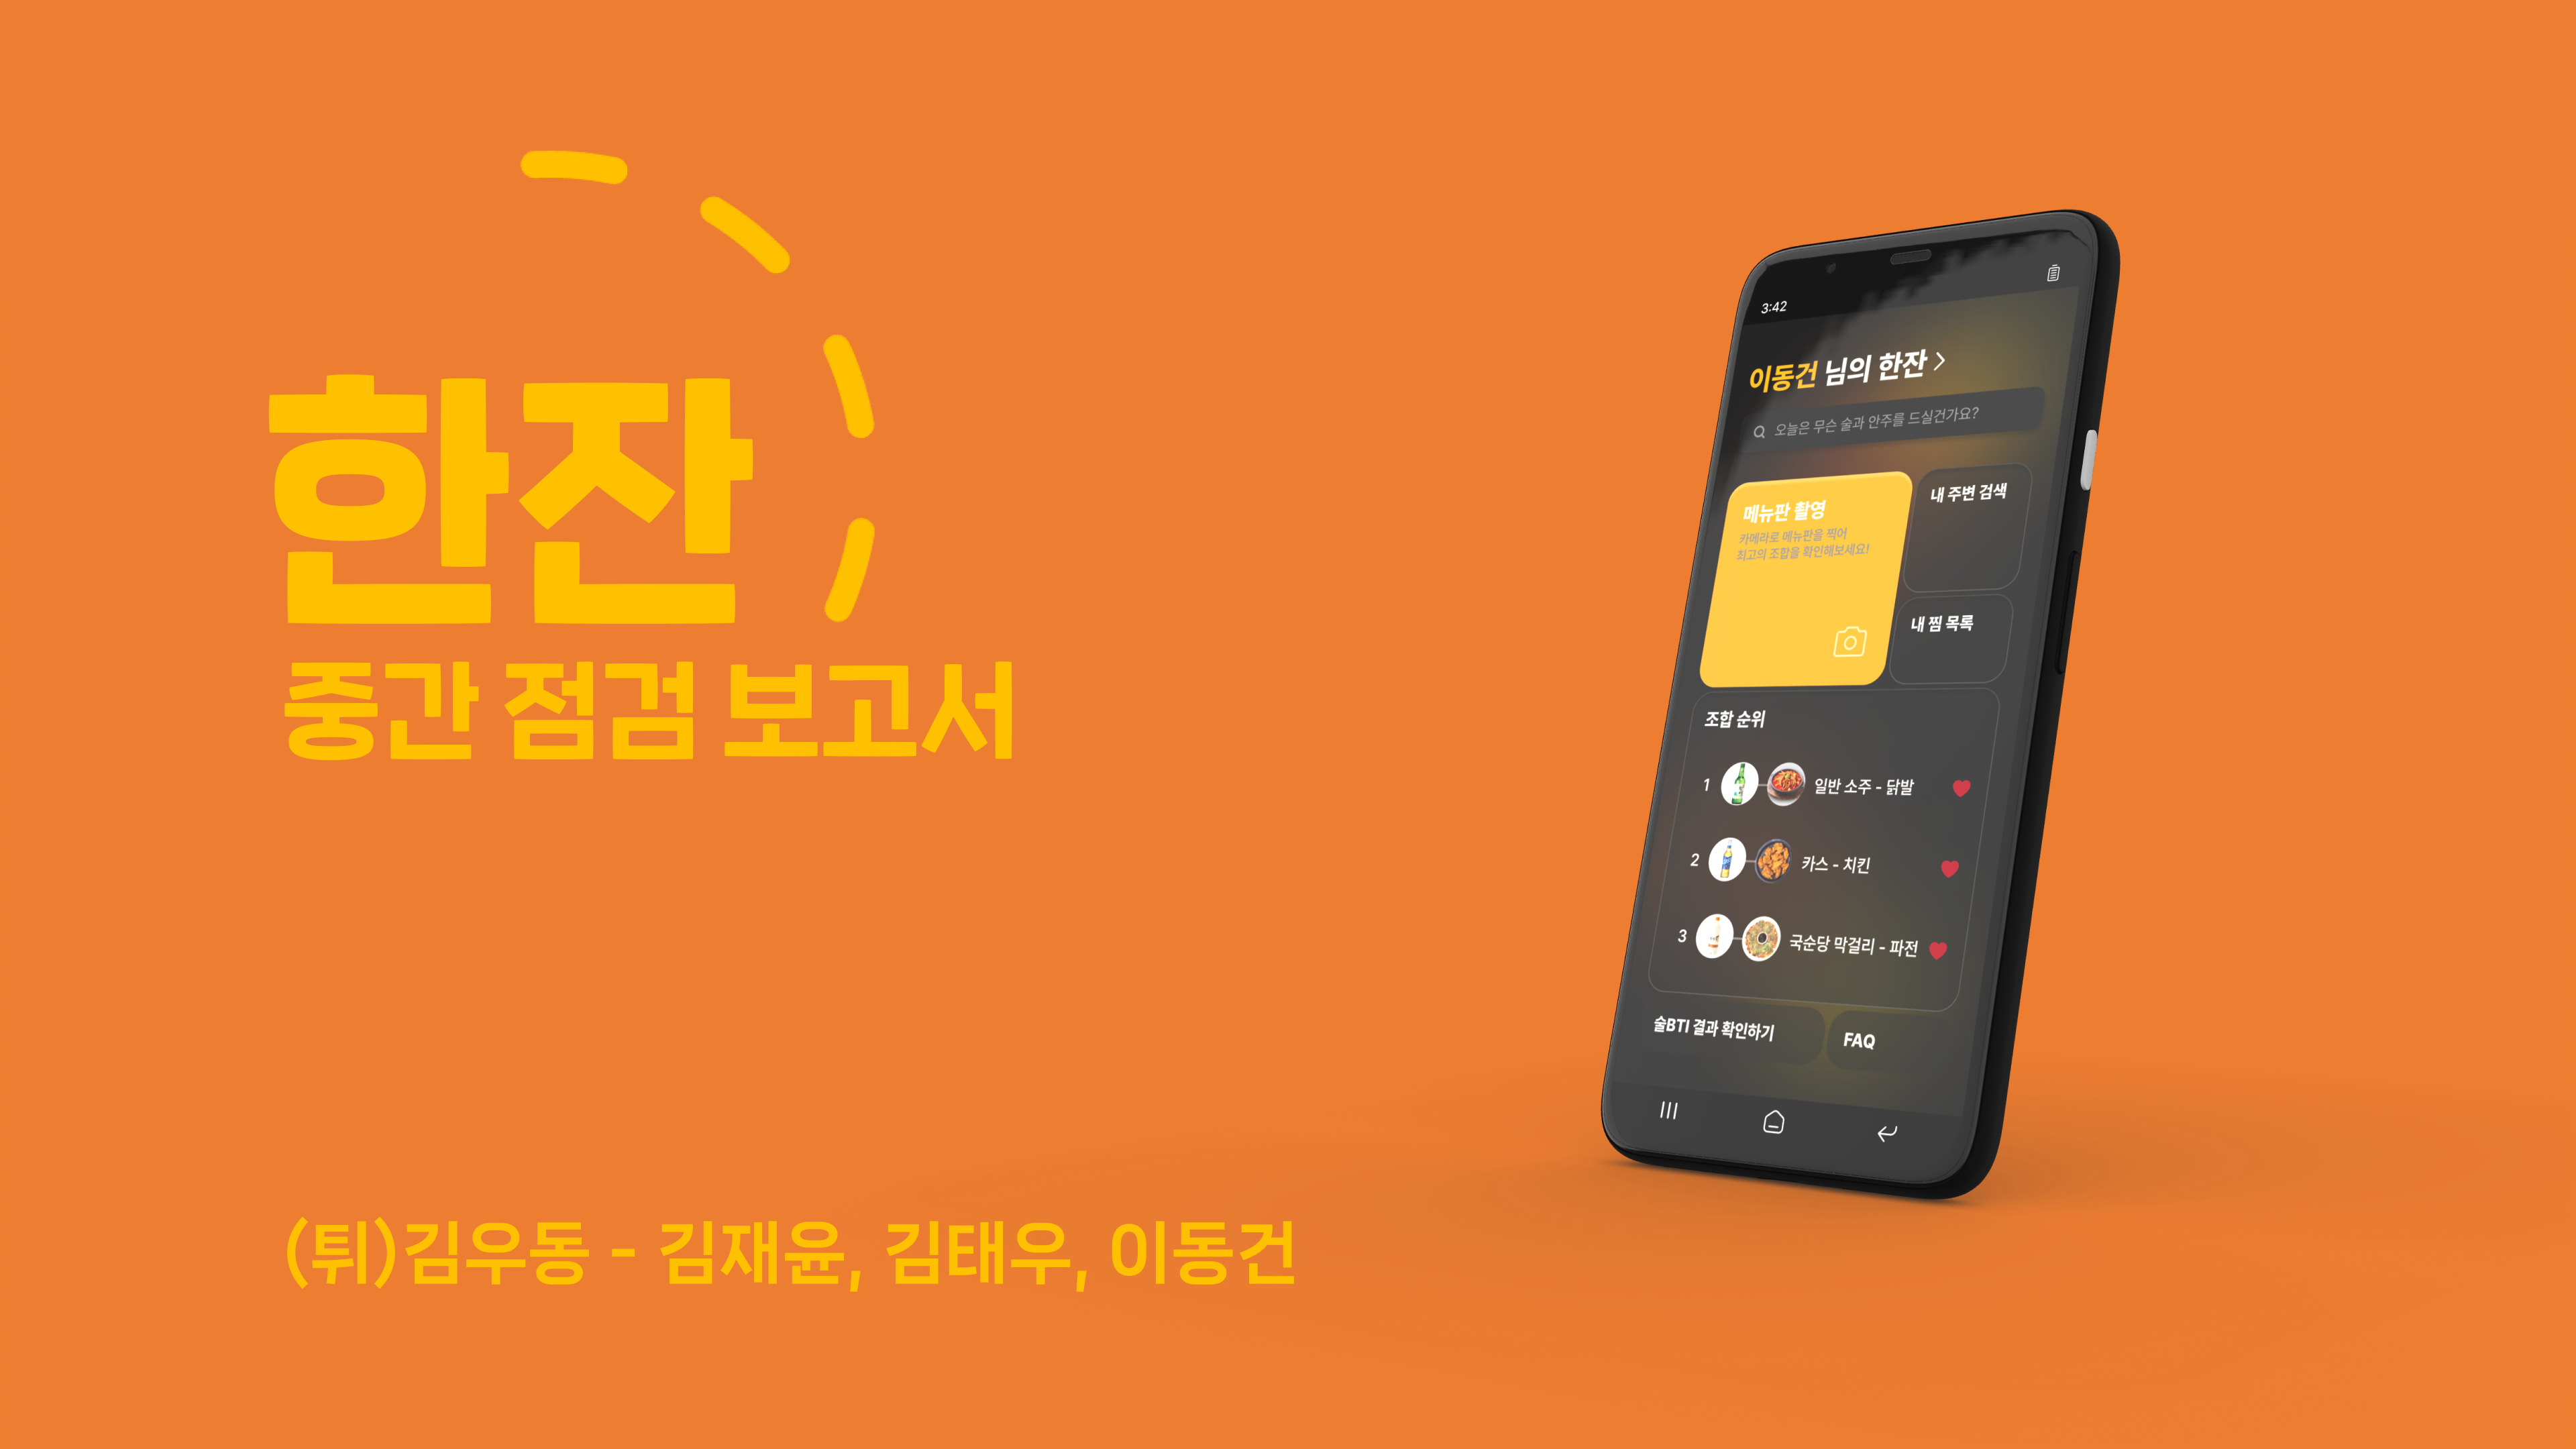 한잔
중간 점검 보고서
(튀)김우동 - 김재윤, 김태우, 이동건
3:42
이동건 님의 한잔 >
오늘은 무슨 술과 안주를 드실건가요?
메뉴판 촬영
카메라로 메뉴판을 찍어
최고의 조합을 확인해보세요!
내 주변 검색
내 찜 목록
조합 순위
1 일반 소주 - 닭발
2 카스 - 치킨
3 국순당 막걸리 - 파전
술BTI 결과 확인하기
FAQ